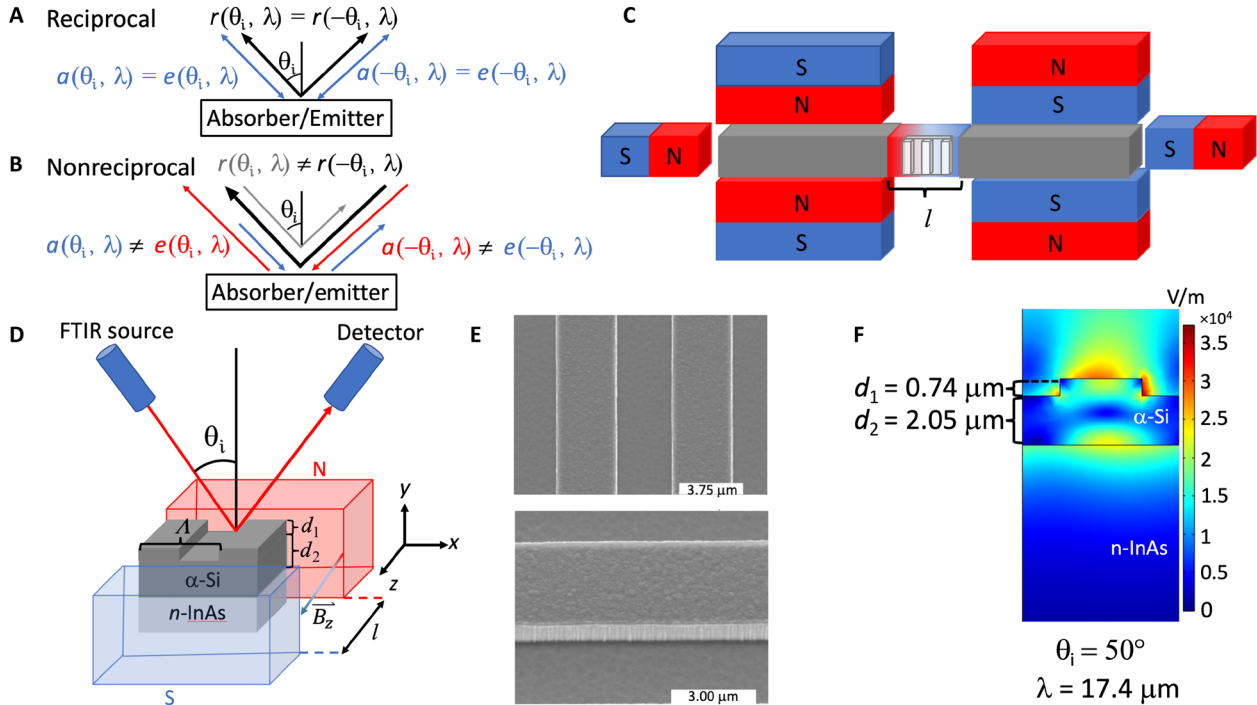 A
Reciprocal
r(θi, λ) = r(-θi, λ)
θi
a(θi, λ) = e(θi, λ)
a(-θi, λ) = e(-θi, λ)
Absorber/Emitter
B
Nonreciprocal
r(θi, λ) ≠ r(-θi, λ)
θi
a(θi, λ) ≠ e(θi, λ)
a(-θi, λ) ≠ e(-θi, λ)
Absorber/emitter
C
S
N
N
S
S
N
S
N
N
S
S
N
l
D
FTIR source
Detector
θi
N
Λ
d1
d2
α-Si
n-InAs
Bz
l
S
y
x
z
E
3.75 µm
3.00 µm
F
V/m
×10⁴
d1 = 0.74 µm
d2 = 2.05 µm
α-Si
n-InAs
3.5
3
2.5
2
1.5
1
0.5
0
θi = 50°
λ = 17.4 µm